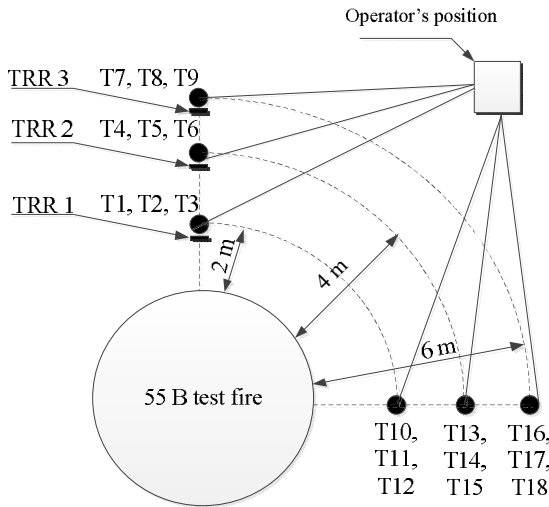 Operator's position
TRR 3
T7, T8, T9
TRR 2
T4, T5, T6
TRR 1
T1, T2, T3
2 m
4 m
6 m
55 B test fire
T10,
T11,
T12
T13,
T14,
T15
T16,
T17,
T18